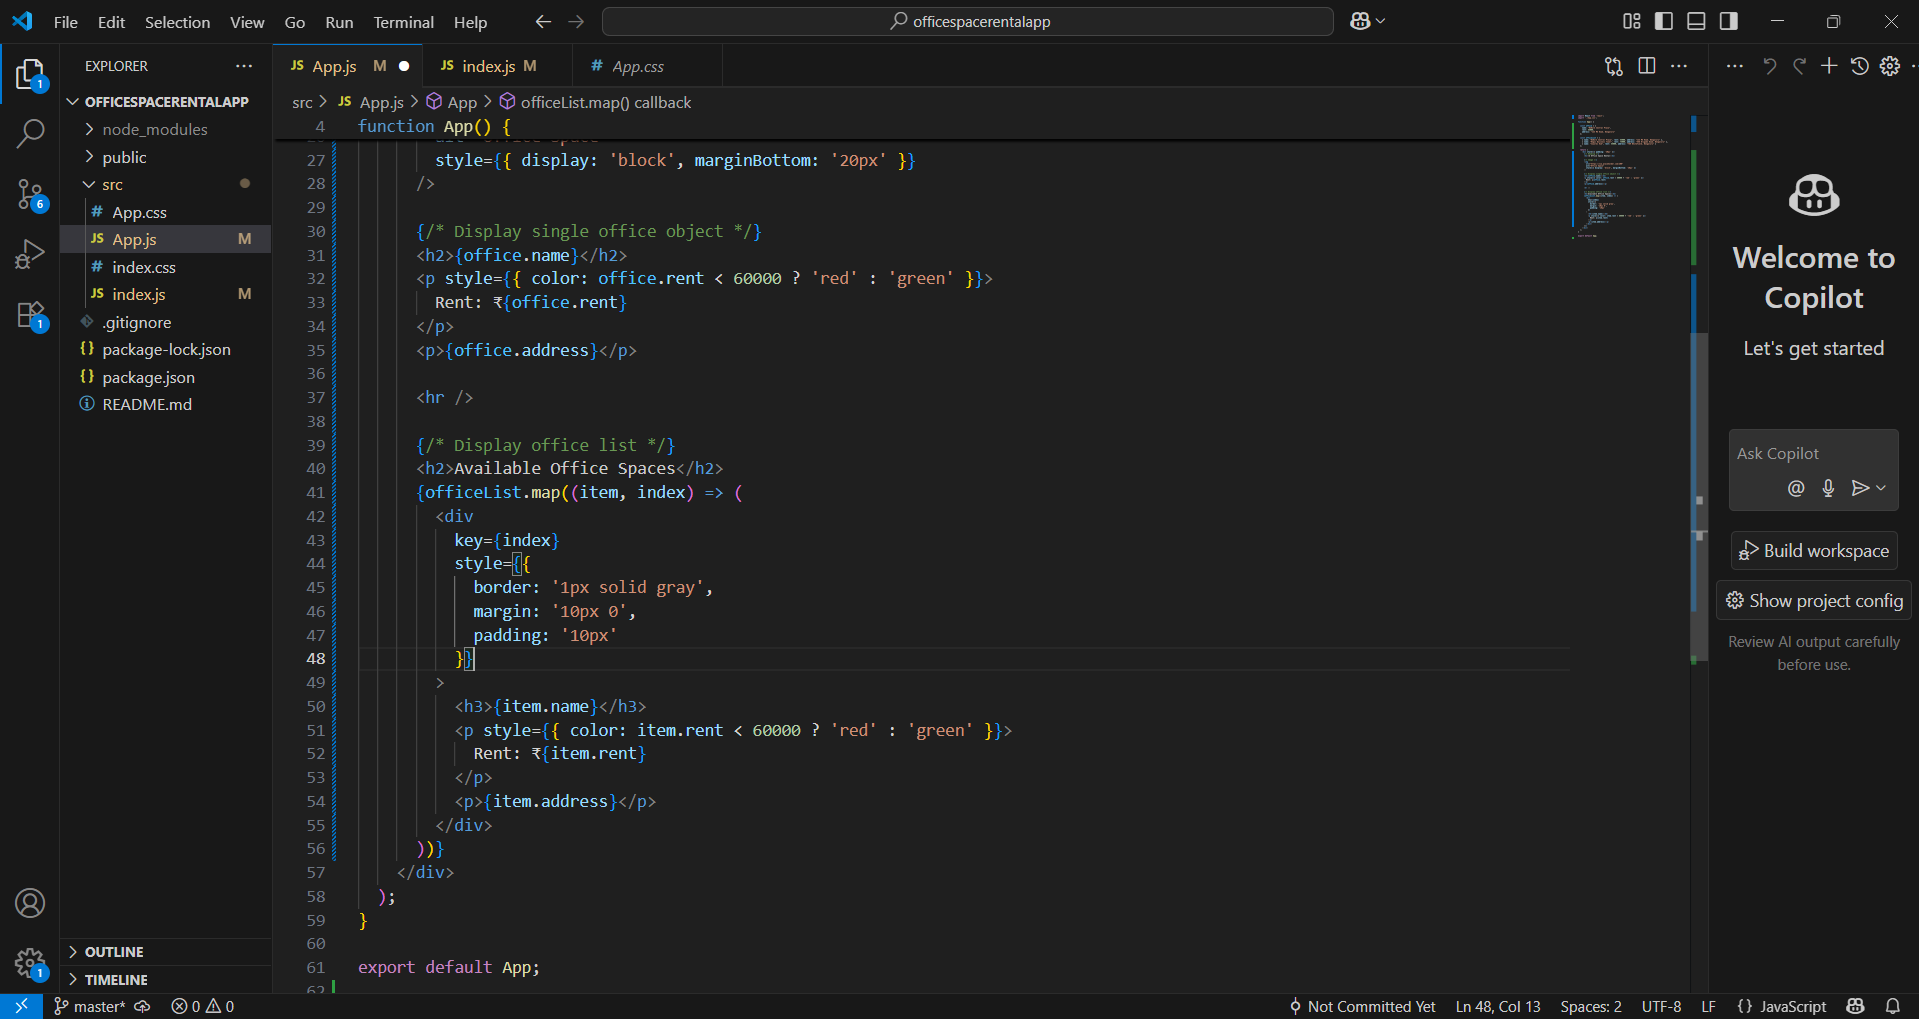 File Edit Selection View Go Run Terminal Help
officespacerentalapp
EXPLORER
OFFICESPACERENTALAPP
node_modules
public
src
# App.css
JS App.js M
# index.css
JS index.js M
.gitignore
{} package-lock.json
{} package.json
README.md
OUTLINE
TIMELINE
1
6
1
1
JS App.js M
JS index.js M
# App.css
src > JS App.js > App > officeList.map() callback
4 function App() {
27 style={{ display: 'block', marginBottom: '20px' }}
28 />
29
30 {/* Display single office object */}
31 <h2>{office.name}</h2>
32 <p style={{ color: office.rent < 60000 ? 'red' : 'green' }}>
33 Rent: ₹{office.rent}
34 </p>
35 <p>{office.address}</p>
36
37 <hr />
38
39 {/* Display office list */}
40 <h2>Available Office Spaces</h2>
41 {officeList.map((item, index) => (
42 <div
43 key={index}
44 style={{
45 border: '1px solid gray',
46 margin: '10px 0',
47 padding: '10px'
48 }}
49 >
50 <h3>{item.name}</h3>
51 <p style={{ color: item.rent < 60000 ? 'red' : 'green' }}>
52 Rent: ₹{item.rent}
53 </p>
54 <p>{item.address}</p>
55 </div>
56 ))}
57 </div>
58 );
59 }
60
61 export default App;
62
Welcome to
Copilot
Let's get started
Ask Copilot
@
Build workspace
Show project config
Review AI output carefully
before use.
master* 0 0
Not Committed Yet Ln 48, Col 13 Spaces: 2 UTF-8 LF {} JavaScript